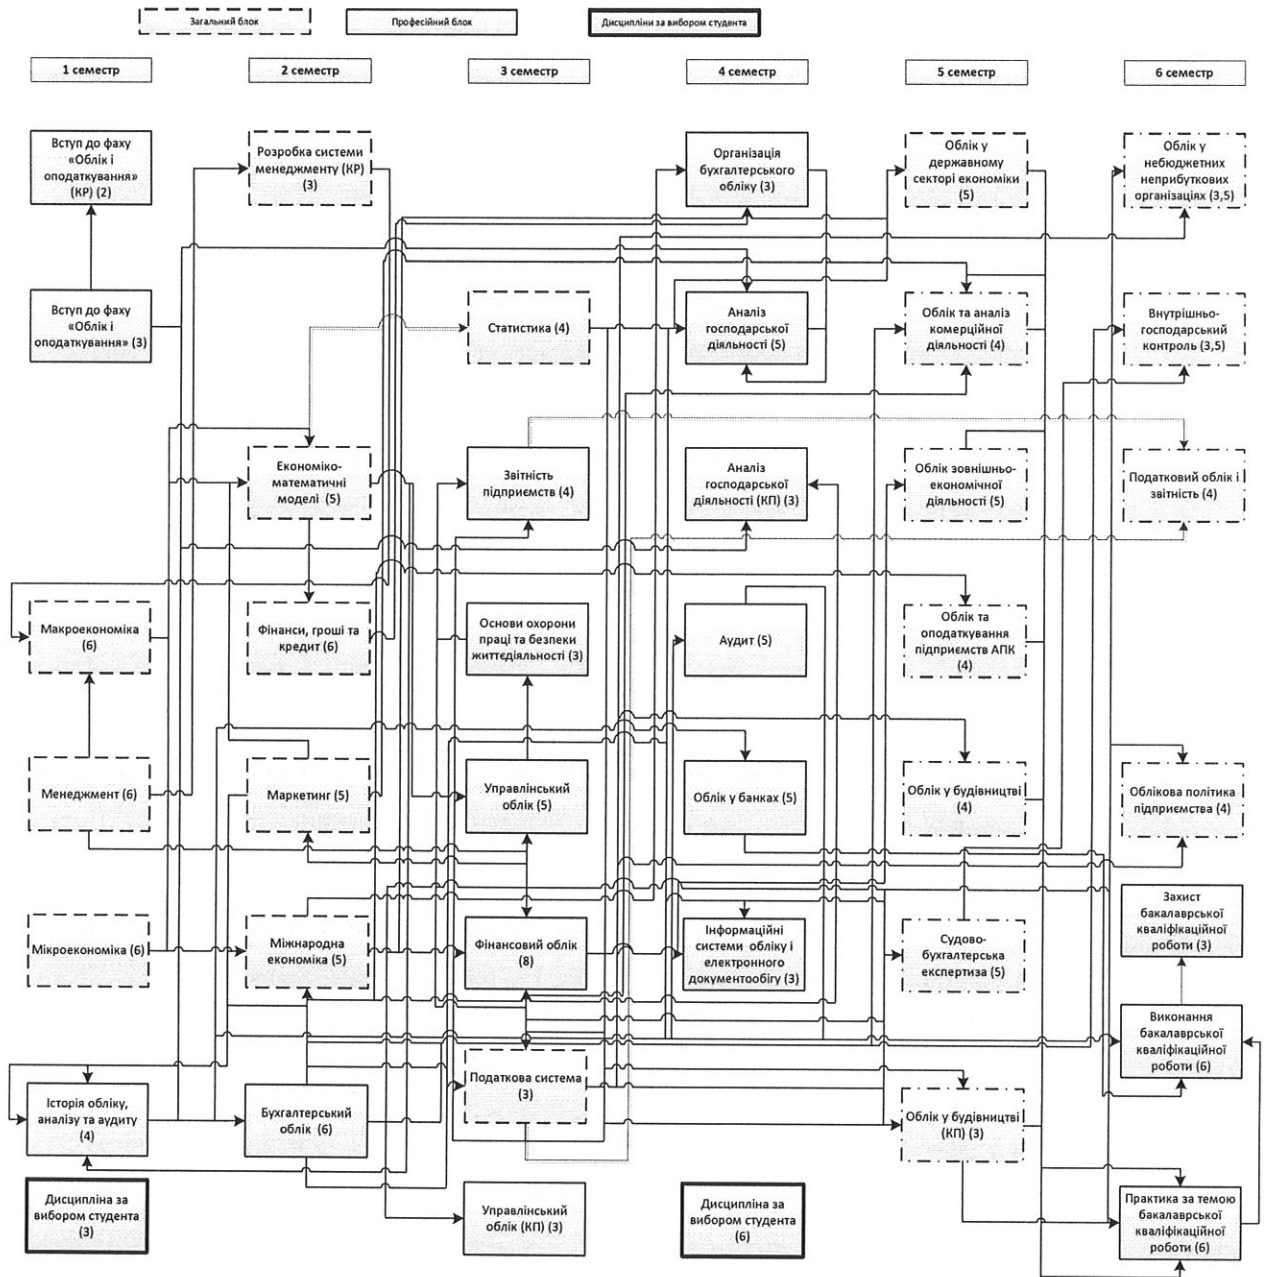 Загальний блок
Професійний блок
Дисципліни за вибором студента
1 семестр
2 семестр
3 семестр
4 семестр
5 семестр
6 семестр
Вступ до фаху
«Облік і
оподаткування»
(КР) (2)
Розробка системи
менеджменту (КР)
(3)
Організація
бухгалтерського
обліку (3)
Облік у
державному
секторі економіки
(5)
Облік у
небюджетних
неприбуткових
організаціях (3,5)
Вступ до фаху
«Облік і
оподаткування» (3)
Статистика (4)
Аналіз
господарської
діяльності (5)
Облік та аналіз
комерційної
діяльності (4)
Внутрішньо-
господарський
контроль (3,5)
Економіко-
математичні
моделі (5)
Звітність
підприємств (4)
Аналіз
господарської
діяльності (КП) (3)
Облік зовнішньо-
економічної
діяльності (5)
Податковий облік і
звітність (4)
Макроекономіка
(6)
Фінанси, гроші та
кредит (6)
Основи охорони
праці та безпеки
життєдіяльності (3)
Аудит (5)
Облік та
оподаткування
підприємств АПК
(4)
Менеджмент (6)
Маркетинг (5)
Управлінський
облік (5)
Облік у банках (5)
Облік у будівництві
(4)
Облікова політика
підприємства (4)
Мікроекономіка (6)
Міжнародна
економіка (5)
Фінансовий облік
(8)
Інформаційні
системи обліку і
електронного
документообігу (3)
Судово-
бухгалтерська
експертиза (5)
Захист
бакалаврської
кваліфікаційної
роботи (3)
Виконання
бакалаврської
кваліфікаційної
роботи (6)
Історія обліку,
аналізу та аудиту
(4)
Бухгалтерський
облік (6)
Податкова система
(3)
Облік у будівництві
(КП) (3)
Дисципліна за
вибором студента
(3)
Управлінський
облік (КП) (3)
Дисципліна за
вибором студента
(6)
Практика за темою
бакалаврської
кваліфікаційної
роботи (6)